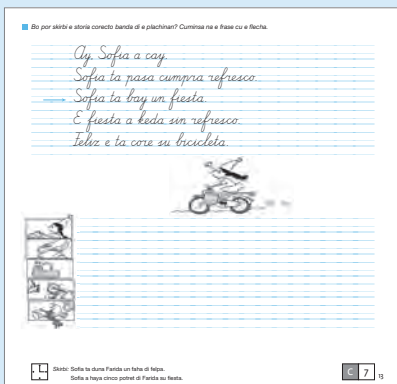 Bo por skirbi e storia corecto banda di e plachinan? Cuminsa na e frase cu e flecha.
Ay. Sofia a cay.
Sofia ta pasa cumpra refresco.
Sofia ta bay un fiesta.
E fiesta a keda sin refresco.
Feliz e ta core su bicicleta.
Skirbi: Sofia ta duna Farida un faha di felpa.
Sofia a haya cinco potret di Farida su fiesta.
C 7 13